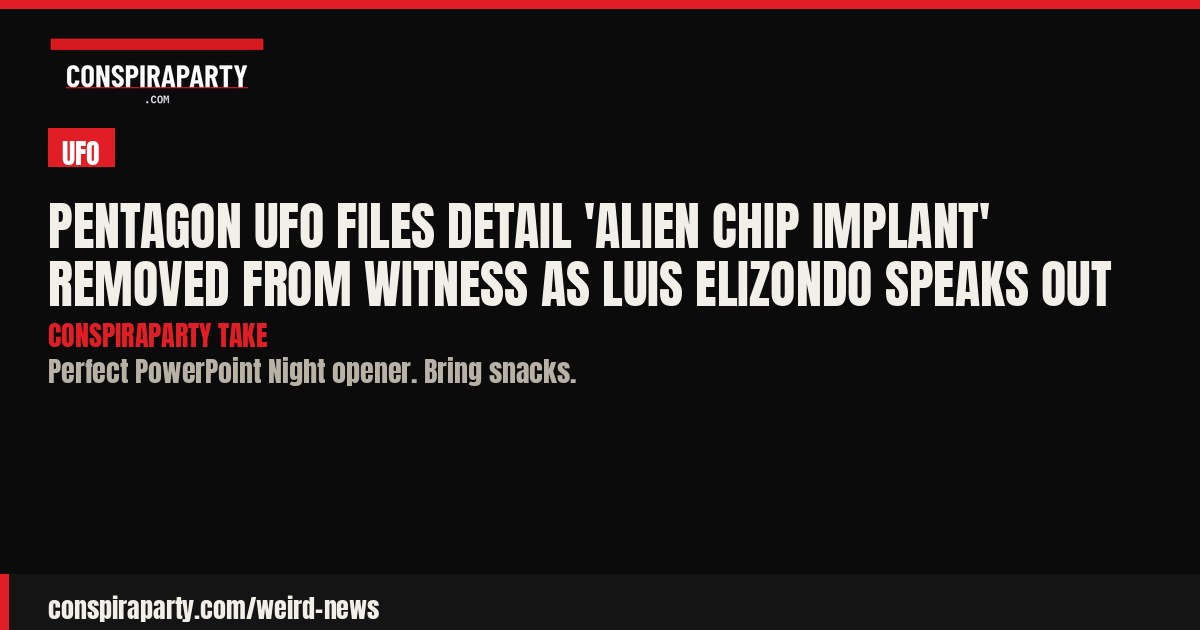 CONSPIRAPARTY
.COM
UFO
PENTAGON UFO FILES DETAIL 'ALIEN CHIP IMPLANT'
REMOVED FROM WITNESS AS LUIS ELIZONDO SPEAKS OUT
CONSPIRAPARTY TAKE
Perfect PowerPoint Night opener. Bring snacks.
conspiraparty.com/weird-news